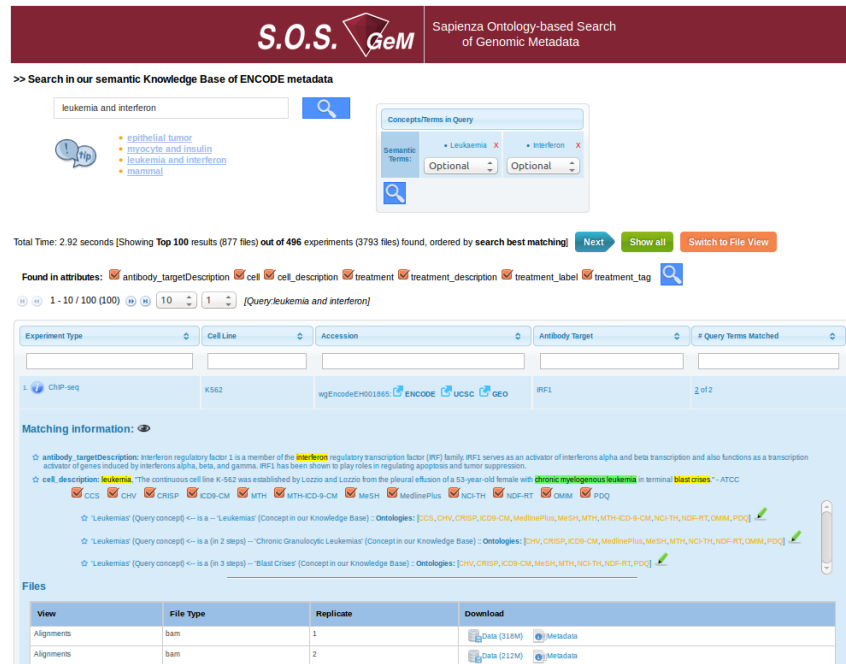 S.O.S. GeM
Sapienza Ontology-based Search
of Genomic Metadata
>> Search in our semantic Knowledge Base of ENCODE metadata
leukemia and interferon
tip
epithelial tumor
myocyte and insulin
leukemia and interferon
mammal
Concepts/Terms in Query
Semantic Terms:
• Leukaemia X
• Interferon X
Optional
Optional
Total Time: 2.92 seconds [Showing Top 100 results (877 files) out of 496 experiments (3793 files) found, ordered by search best matching]
Next
Show all
Switch to File View
Found in attributes: antibody_targetDescription cell cell_description treatment treatment_description treatment_label treatment_tag
1 - 10 / 100 (100) 10 1 [Query:leukemia and interferon]
Experiment Type Cell Line Accession Antibody Target # Query Terms Matched
1. ChIP-seq K562 wgEncodeEH001865: ENCODE UCSC GEO IRF1 2 of 2
Matching information:
antibody_targetDescription: Interferon regulatory factor 1 is a member of the interferon regulatory transcription factor (IRF) family. IRF1 serves as an activator of interferons alpha and beta transcription and also functions as a transcription
activator of genes induced by interferons alpha, beta, and gamma. IRF1 has been shown to play roles in regulating apoptosis and tumor suppression.
cell_description: leukemia, "The continuous cell line K-562 was established by Lozzio and Lozzio from the pleural effusion of a 53-year-old female with chronic myelogenous leukemia in terminal blast crises." - ATCC
CCS CHV CRISP ICD9-CM MTH MTH-ICD-9-CM MeSH MedlinePlus NCI-TH NDF-RT OMIM PDQ
'Leukemias' (Query concept) <-- is a -- 'Leukemias' (Concept in our Knowledge Base) :: Ontologies: [CCS, CHV, CRISP, ICD9-CM, MedlinePlus, MeSH, MTH, MTH-ICD-9-CM, NCI-TH, NDF-RT, OMIM, PDQ]
'Leukemias' (Query concept) <-- is a (in 2 steps) -- 'Chronic Granulocytic Leukemias' (Concept in our Knowledge Base) :: Ontologies: [CHV, CRISP, ICD9-CM, MedlinePlus, MeSH, MTH, NCI-TH, NDF-RT, OMIM, PDQ]
'Leukemias' (Query concept) <-- is a (in 3 steps) -- 'Blast Crises' (Concept in our Knowledge Base) :: Ontologies: [CHV, CRISP, ICD9-CM, MeSH, MTH, NCI-TH, NDF-RT, PDQ]
Files
View File Type Replicate Download
Alignments bam 1 Data (318M) Metadata
Alignments bam 2 Data (212M) Metadata